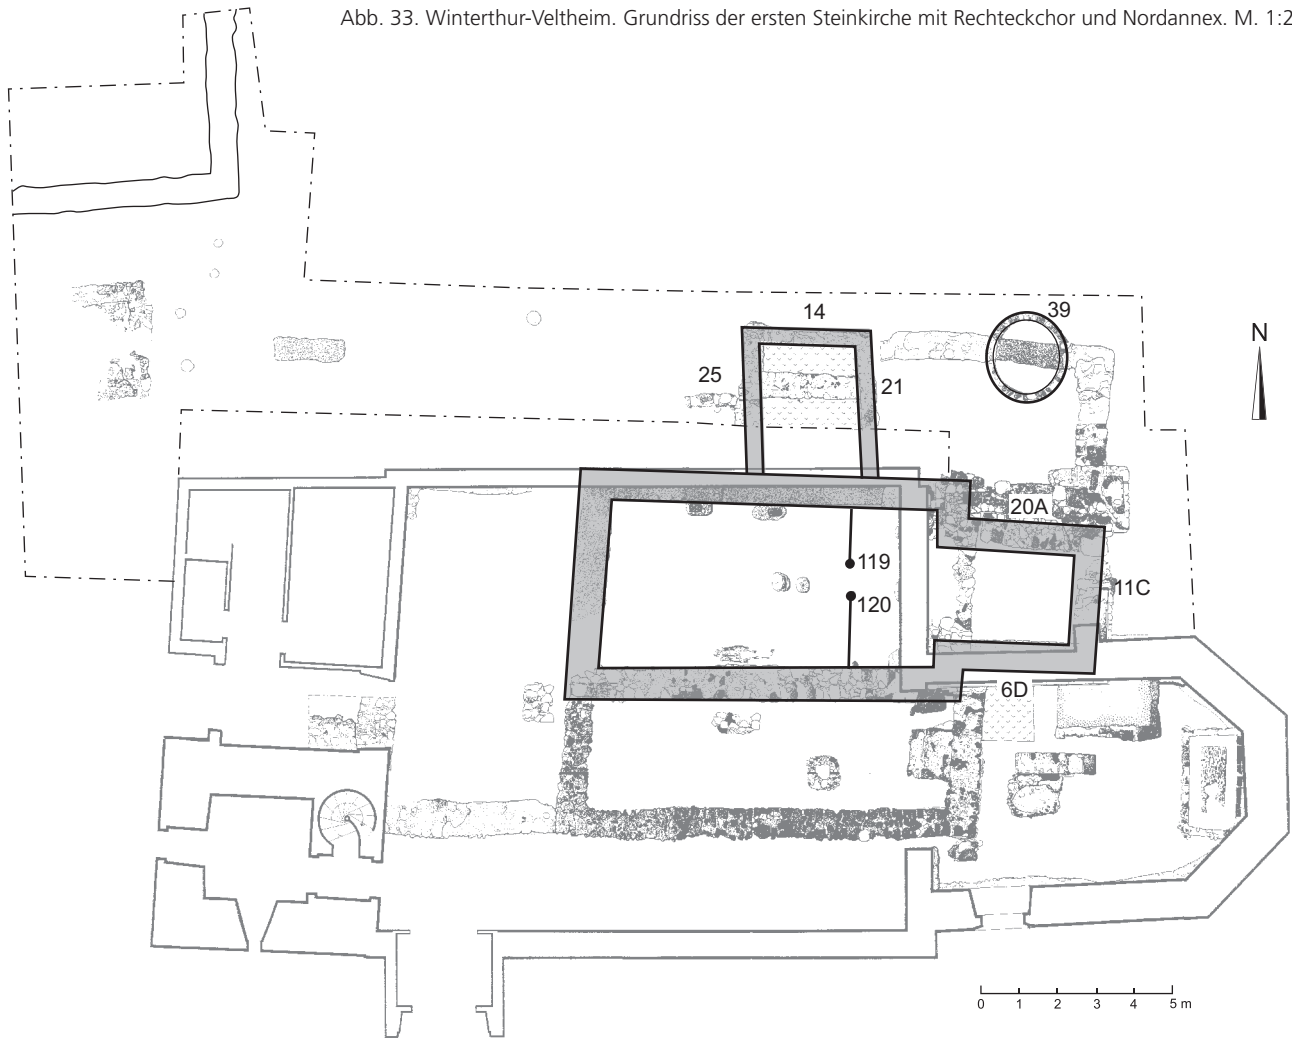 Abb. 33. Winterthur-Veltheim. Grundriss der ersten Steinkirche mit Rechteckchor und Nordannex. M. 1:2
14
39
N
25
21
20A
119
11C
120
6D
0 1 2 3 4 5 m